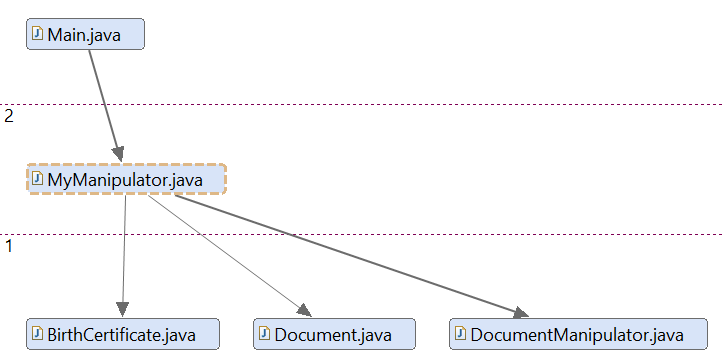 Main.java
2
MyManipulator.java
1
BirthCertificate.java
Document.java
DocumentManipulator.java